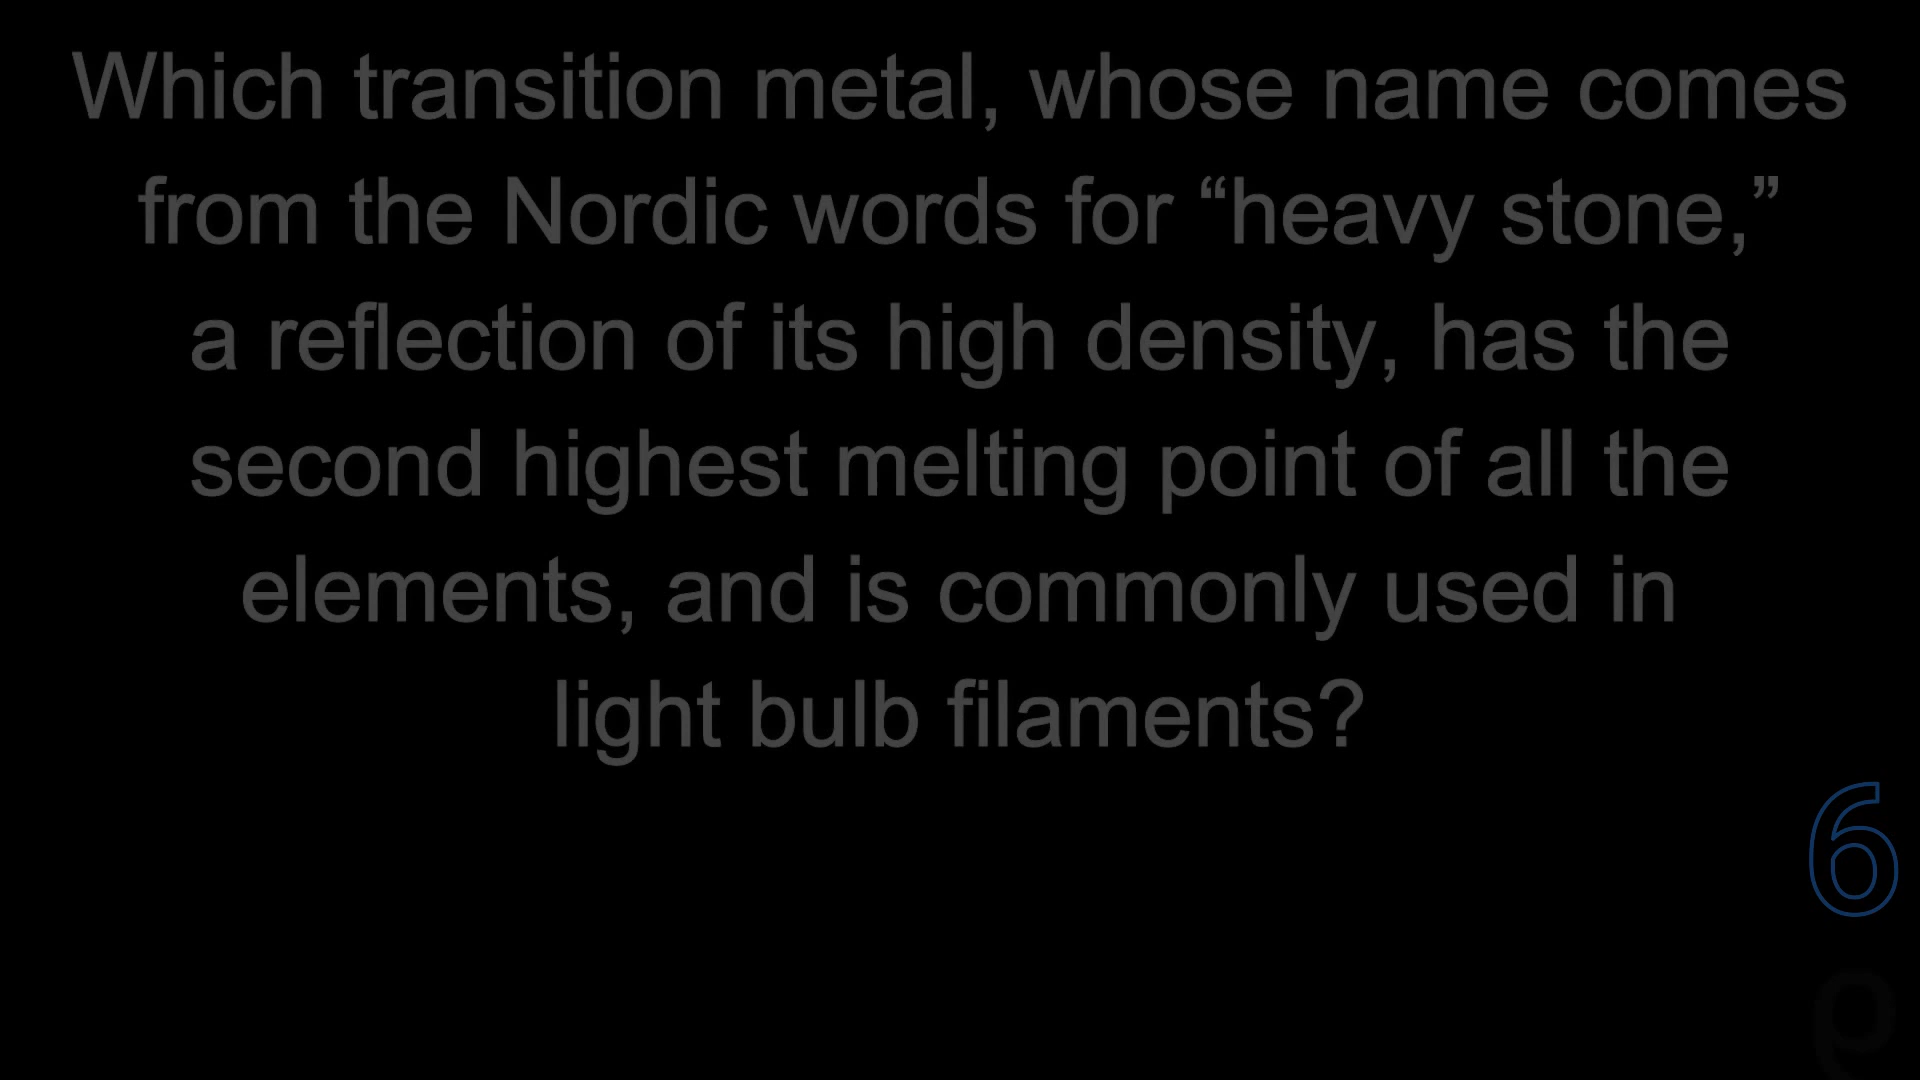 Which transition metal, whose name comes
from the Nordic words for “heavy stone,”
a reflection of its high density, has the
second highest melting point of all the
elements, and is commonly used in
light bulb filaments?
6